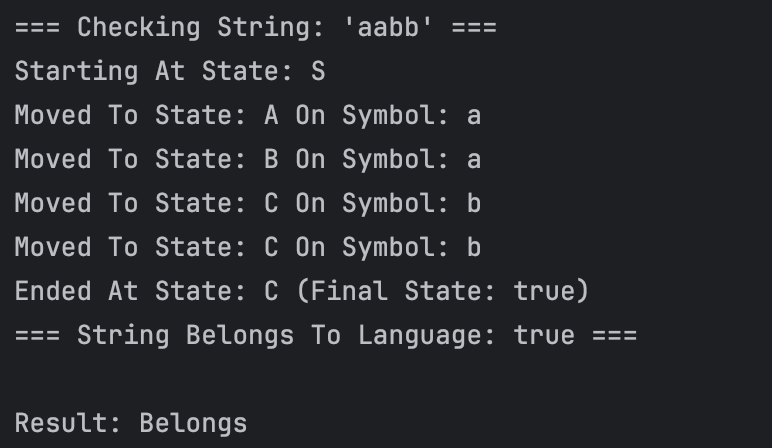 === Checking String: 'aabb' ===
Starting At State: S
Moved To State: A On Symbol: a
Moved To State: B On Symbol: a
Moved To State: C On Symbol: b
Moved To State: C On Symbol: b
Ended At State: C (Final State: true)
=== String Belongs To Language: true ===
Result: Belongs